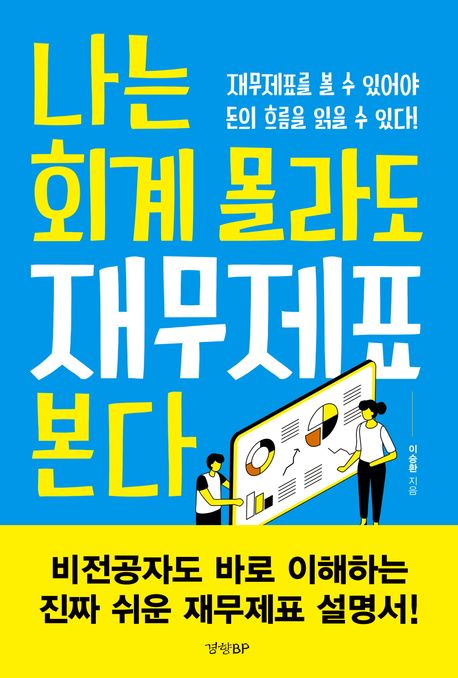 나는
재무제표를 볼 수 있어야
돈의 흐름을 읽을 수 있다!
회계 몰라도
재무제표
본다
이승환 지음
비전공자도 바로 이해하는
진짜 쉬운 재무제표 설명서!
경향BP